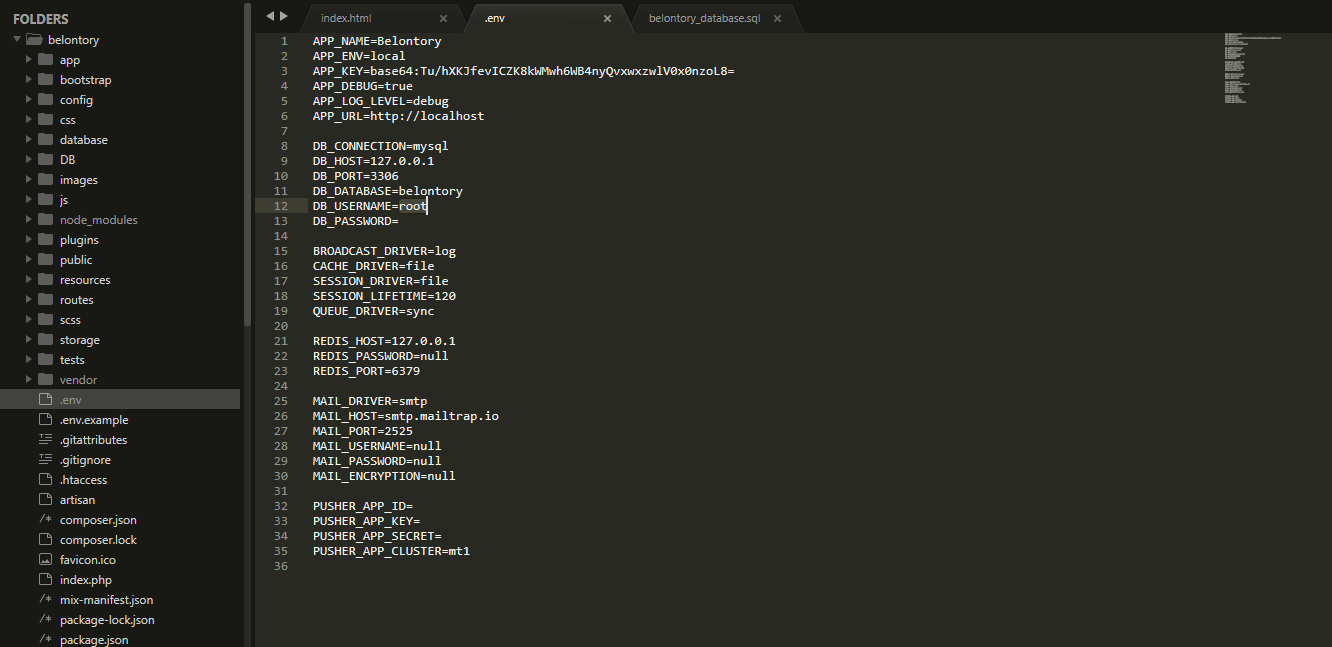 FOLDERS
belontory
app
bootstrap
config
css
database
DB
images
js
node_modules
plugins
public
resources
routes
scss
storage
tests
vendor
.env
.env.example
.gitattributes
.gitignore
.htaccess
artisan
composer.json
composer.lock
favicon.ico
index.php
mix-manifest.json
package-lock.json
package.json
index.html
.env
belontory_database.sql
1 APP_NAME=Belontory
2 APP_ENV=local
3 APP_KEY=base64:Tu/hXKJfevICZK8kWMwh6WB4nyQvxwxzwlV0x0nzoL8=
4 APP_DEBUG=true
5 APP_LOG_LEVEL=debug
6 APP_URL=http://localhost
7
8 DB_CONNECTION=mysql
9 DB_HOST=127.0.0.1
10 DB_PORT=3306
11 DB_DATABASE=belontory
12 DB_USERNAME=root
13 DB_PASSWORD=
14
15 BROADCAST_DRIVER=log
16 CACHE_DRIVER=file
17 SESSION_DRIVER=file
18 SESSION_LIFETIME=120
19 QUEUE_DRIVER=sync
20
21 REDIS_HOST=127.0.0.1
22 REDIS_PASSWORD=null
23 REDIS_PORT=6379
24
25 MAIL_DRIVER=smtp
26 MAIL_HOST=smtp.mailtrap.io
27 MAIL_PORT=2525
28 MAIL_USERNAME=null
29 MAIL_PASSWORD=null
30 MAIL_ENCRYPTION=null
31
32 PUSHER_APP_ID=
33 PUSHER_APP_KEY=
34 PUSHER_APP_SECRET=
35 PUSHER_APP_CLUSTER=mt1
36